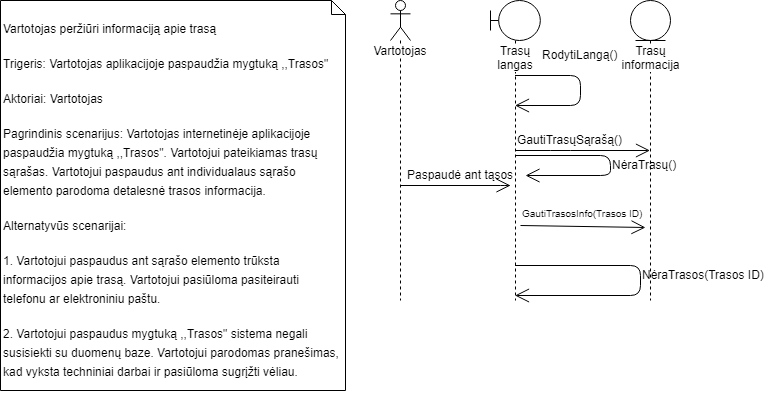 Vartotojas peržiūri informaciją apie trasą
Trigeris: Vartotojas aplikacijoje paspaudžia mygtuką ,,Trasos"
Aktoriai: Vartotojas
Pagrindinis scenarijus: Vartotojas internetinėje aplikacijoje
paspaudžia mygtuką ,,Trasos". Vartotojui pateikiamas trasų
sąrašas. Vartotojui paspaudus ant individualaus sąrašo
elemento parodoma detalesnė trasos informacija.
Alternatyvūs scenarijai:
1. Vartotojui paspaudus ant sąrašo elemento trūksta
informacijos apie trasą. Vartotojui pasiūloma pasiteirauti
telefonu ar elektroniniu paštu.
2. Vartotojui paspaudus mygtuką ,,Trasos" sistema negali
susisiekti su duomenų baze. Vartotojui parodomas pranešimas,
kad vyksta techniniai darbai ir pasiūloma sugrįžti vėliau.
Vartotojas
Trasų
langas
RodytiLangą()
Trasų
informacija
GautiTrasųSąrašą()
NėraTrasų()
Paspaudė ant tąsos
GautiTrasosInfo(Trasos ID)
NėraTrasos(Trasos ID)